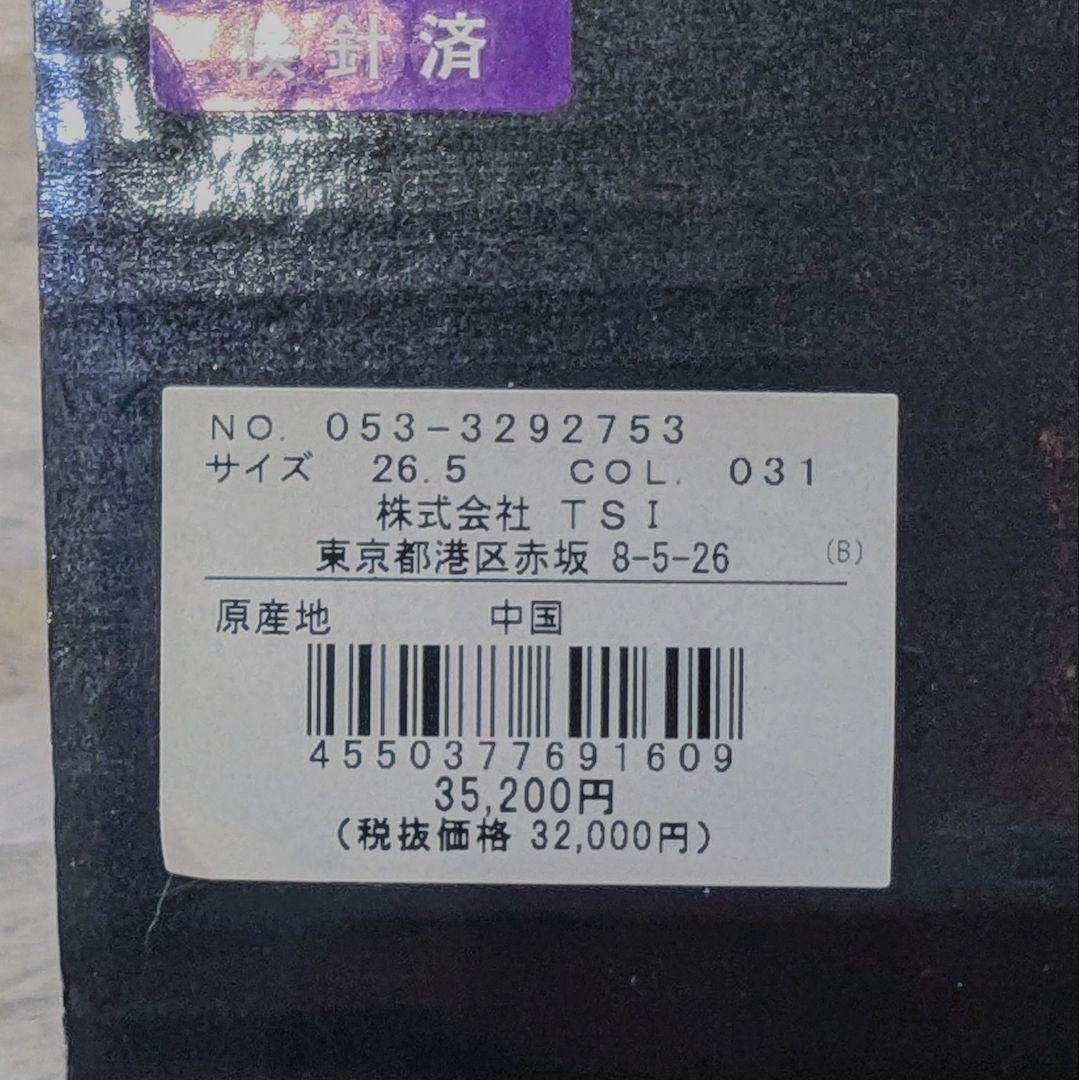 検針済
NO. 053-3292753
サイズ 26.5 COL. 031
株式会社 TSI
東京都港区赤坂 8-5-26 (B)
原産地 中国
4550377691609
35,200円
(税抜価格 32,000円)